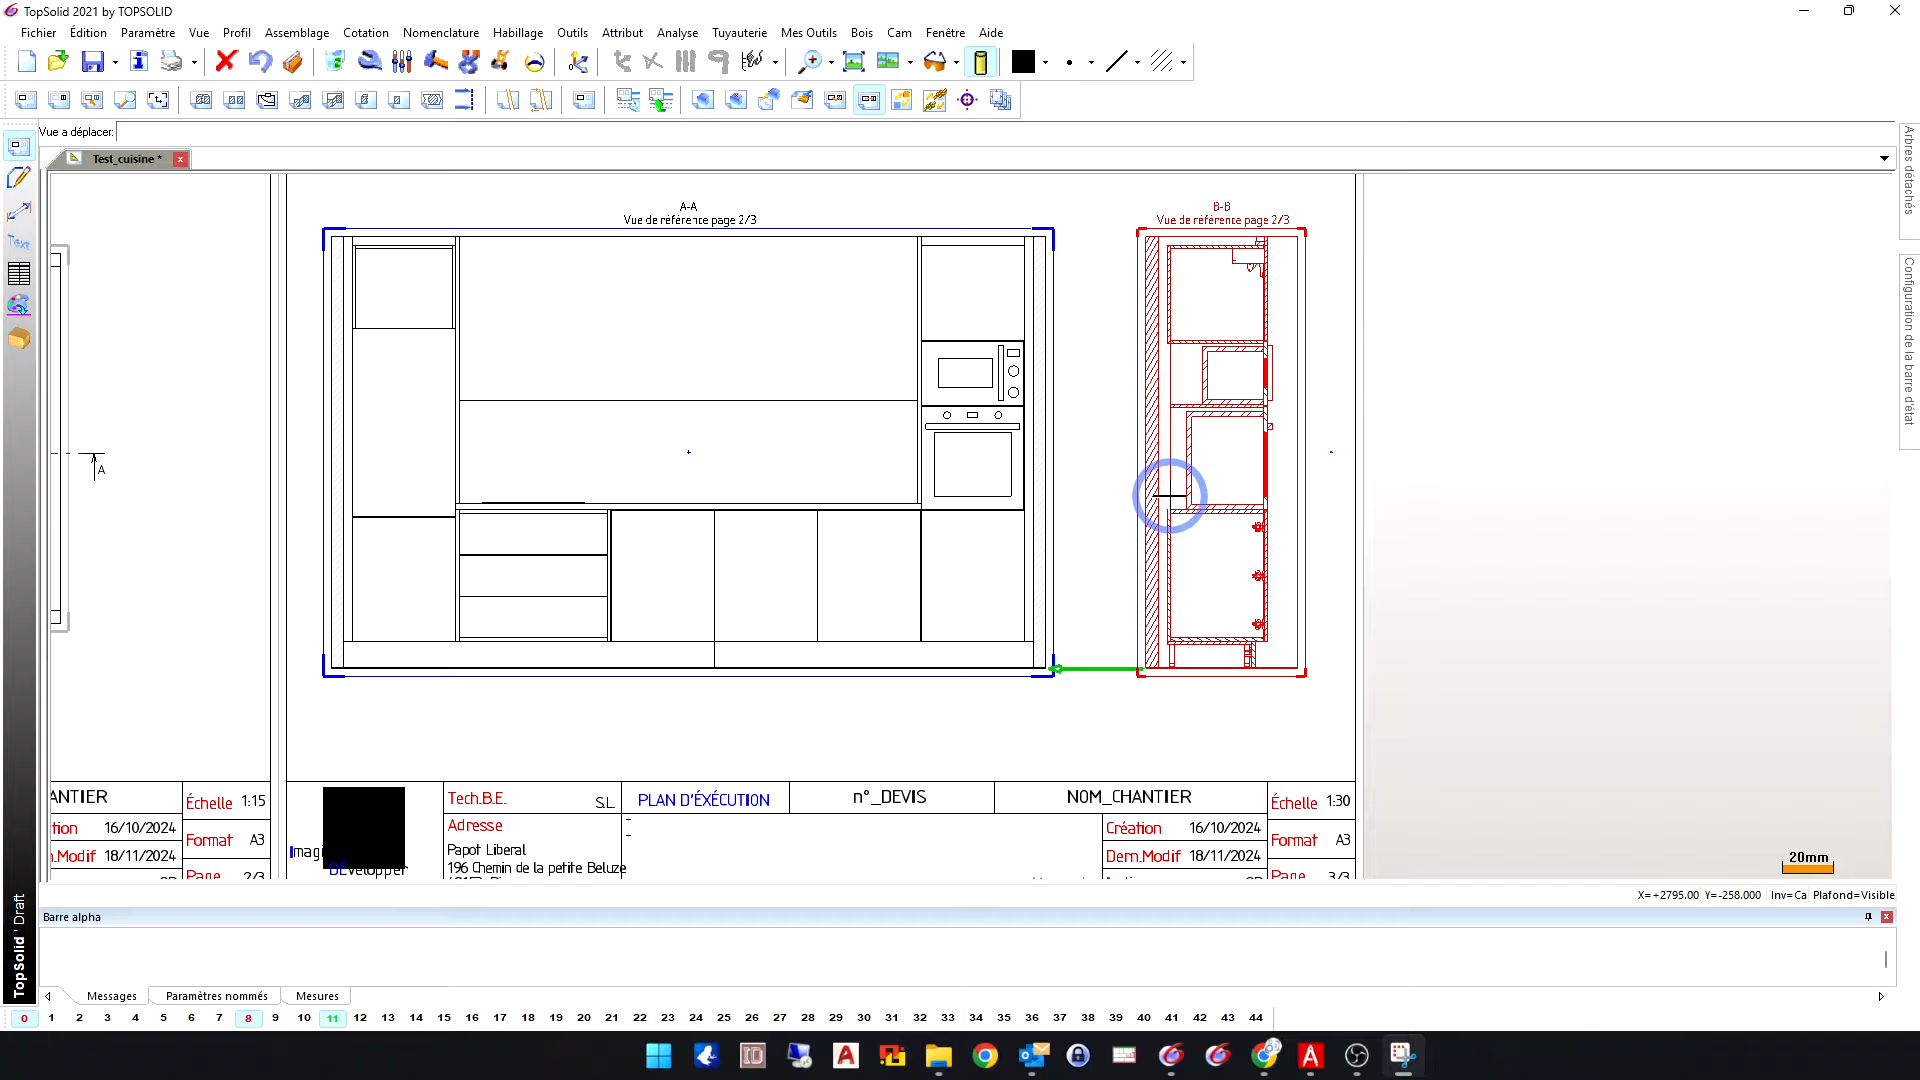 TopSolid 2021 by TOPSOLID
Fichier Édition Paramètre Vue Profil Assemblage Cotation Nomenclature Habillage Outils Attribut Analyse Tuyauterie Mes Outils Bois Cam Fenêtre Aide
Vue a déplacer:
Test_cuisine *
Text
A-A
Vue de référence page 2/3
B-B
Vue de référence page 2/3
A
Arbres détachés
Configuration de la barre d'état
ANTIER
Échelle 1:15
16/10/2024
Format A3
.Modif 18/11/2024
Page 2/3
Imagi
DEvelopper
Tech.B.E. S.L
Adresse
Papot Liberal
196 Chemin de la petite Beluze
PLAN D'ÉXÉCUTION
n°_DEVIS
NOM_CHANTIER
Échelle 1:30
Création 16/10/2024
Format A3
Dern.Modif 18/11/2024
Page 3/3
20mm
X=+2795.00 Y=-258.000 Inv=Ca Plafond=Visible
TopSolid'Draft
Barre alpha
Messages Paramètres nommés Mesures
0 1 2 3 4 5 6 7 8 9 10 11 12 13 14 15 16 17 18 19 20 21 22 23 24 25 26 27 28 29 30 31 32 33 34 35 36 37 38 39 40 41 42 43 44